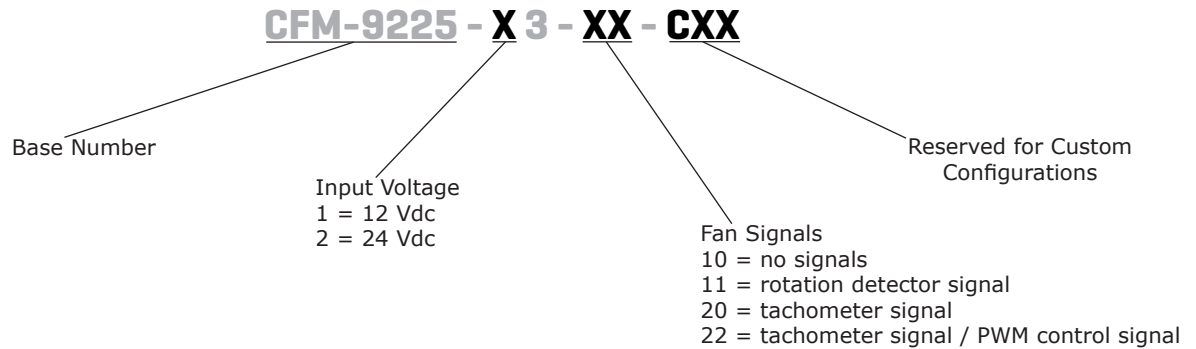 CFM-9225 - X 3 - XX - CXX
Base Number
Reserved for Custom
Configurations
Input Voltage
1 = 12 Vdc
2 = 24 Vdc
Fan Signals
10 = no signals
11 = rotation detector signal
20 = tachometer signal
22 = tachometer signal / PWM control signal